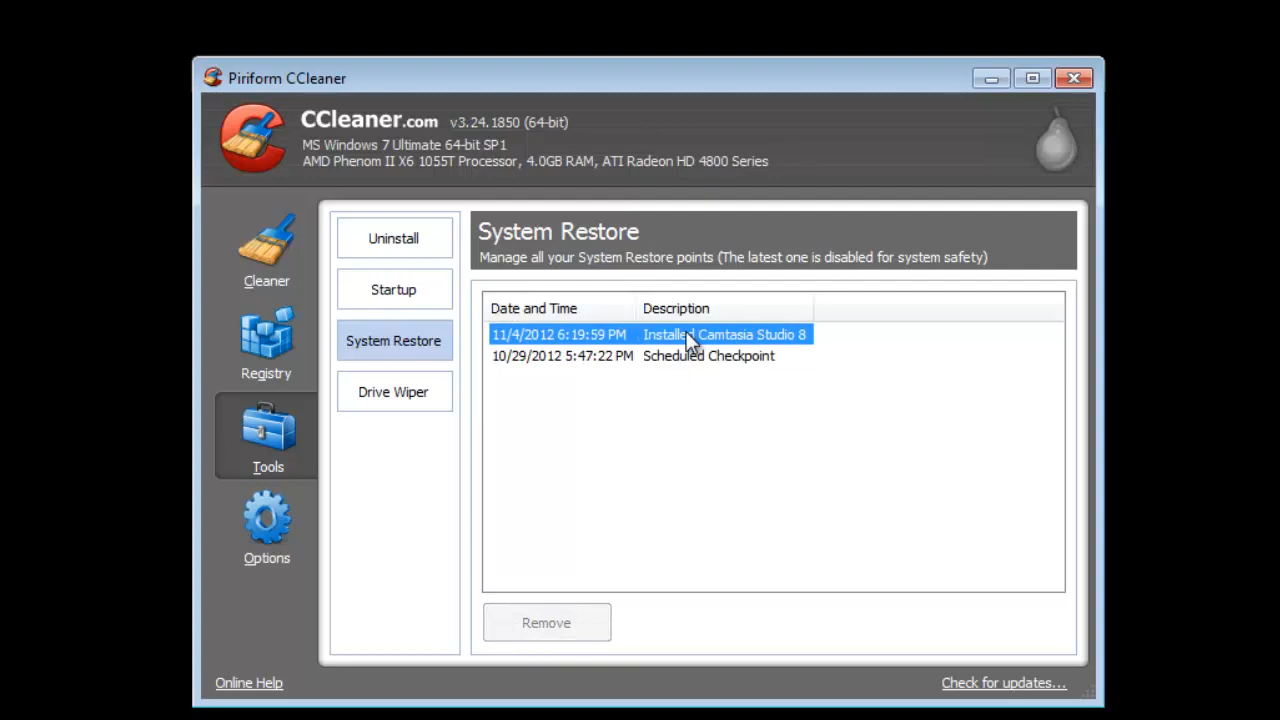 Piriform CCleaner
CCleaner.com v3.24.1850 (64-bit)
MS Windows 7 Ultimate 64-bit SP1
AMD Phenom II X6 1055T Processor, 4.0GB RAM, ATI Radeon HD 4800 Series
Cleaner
Registry
Tools
Options
Uninstall
Startup
System Restore
Drive Wiper
System Restore
Manage all your System Restore points (The latest one is disabled for system safety)
Date and Time Description
11/4/2012 6:19:59 PM Installed Camtasia Studio 8
10/29/2012 5:47:22 PM Scheduled Checkpoint
Remove
Online Help
Check for updates...